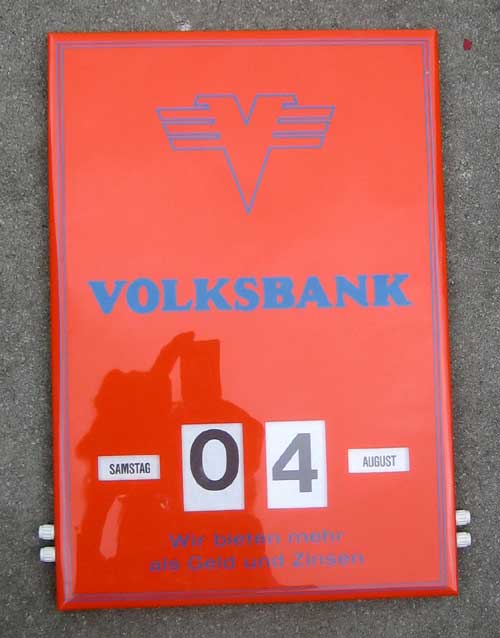 VOLKSBANK
SAMSTAG 04 AUGUST
Wir bieten mehr
als Geld und Zinsen